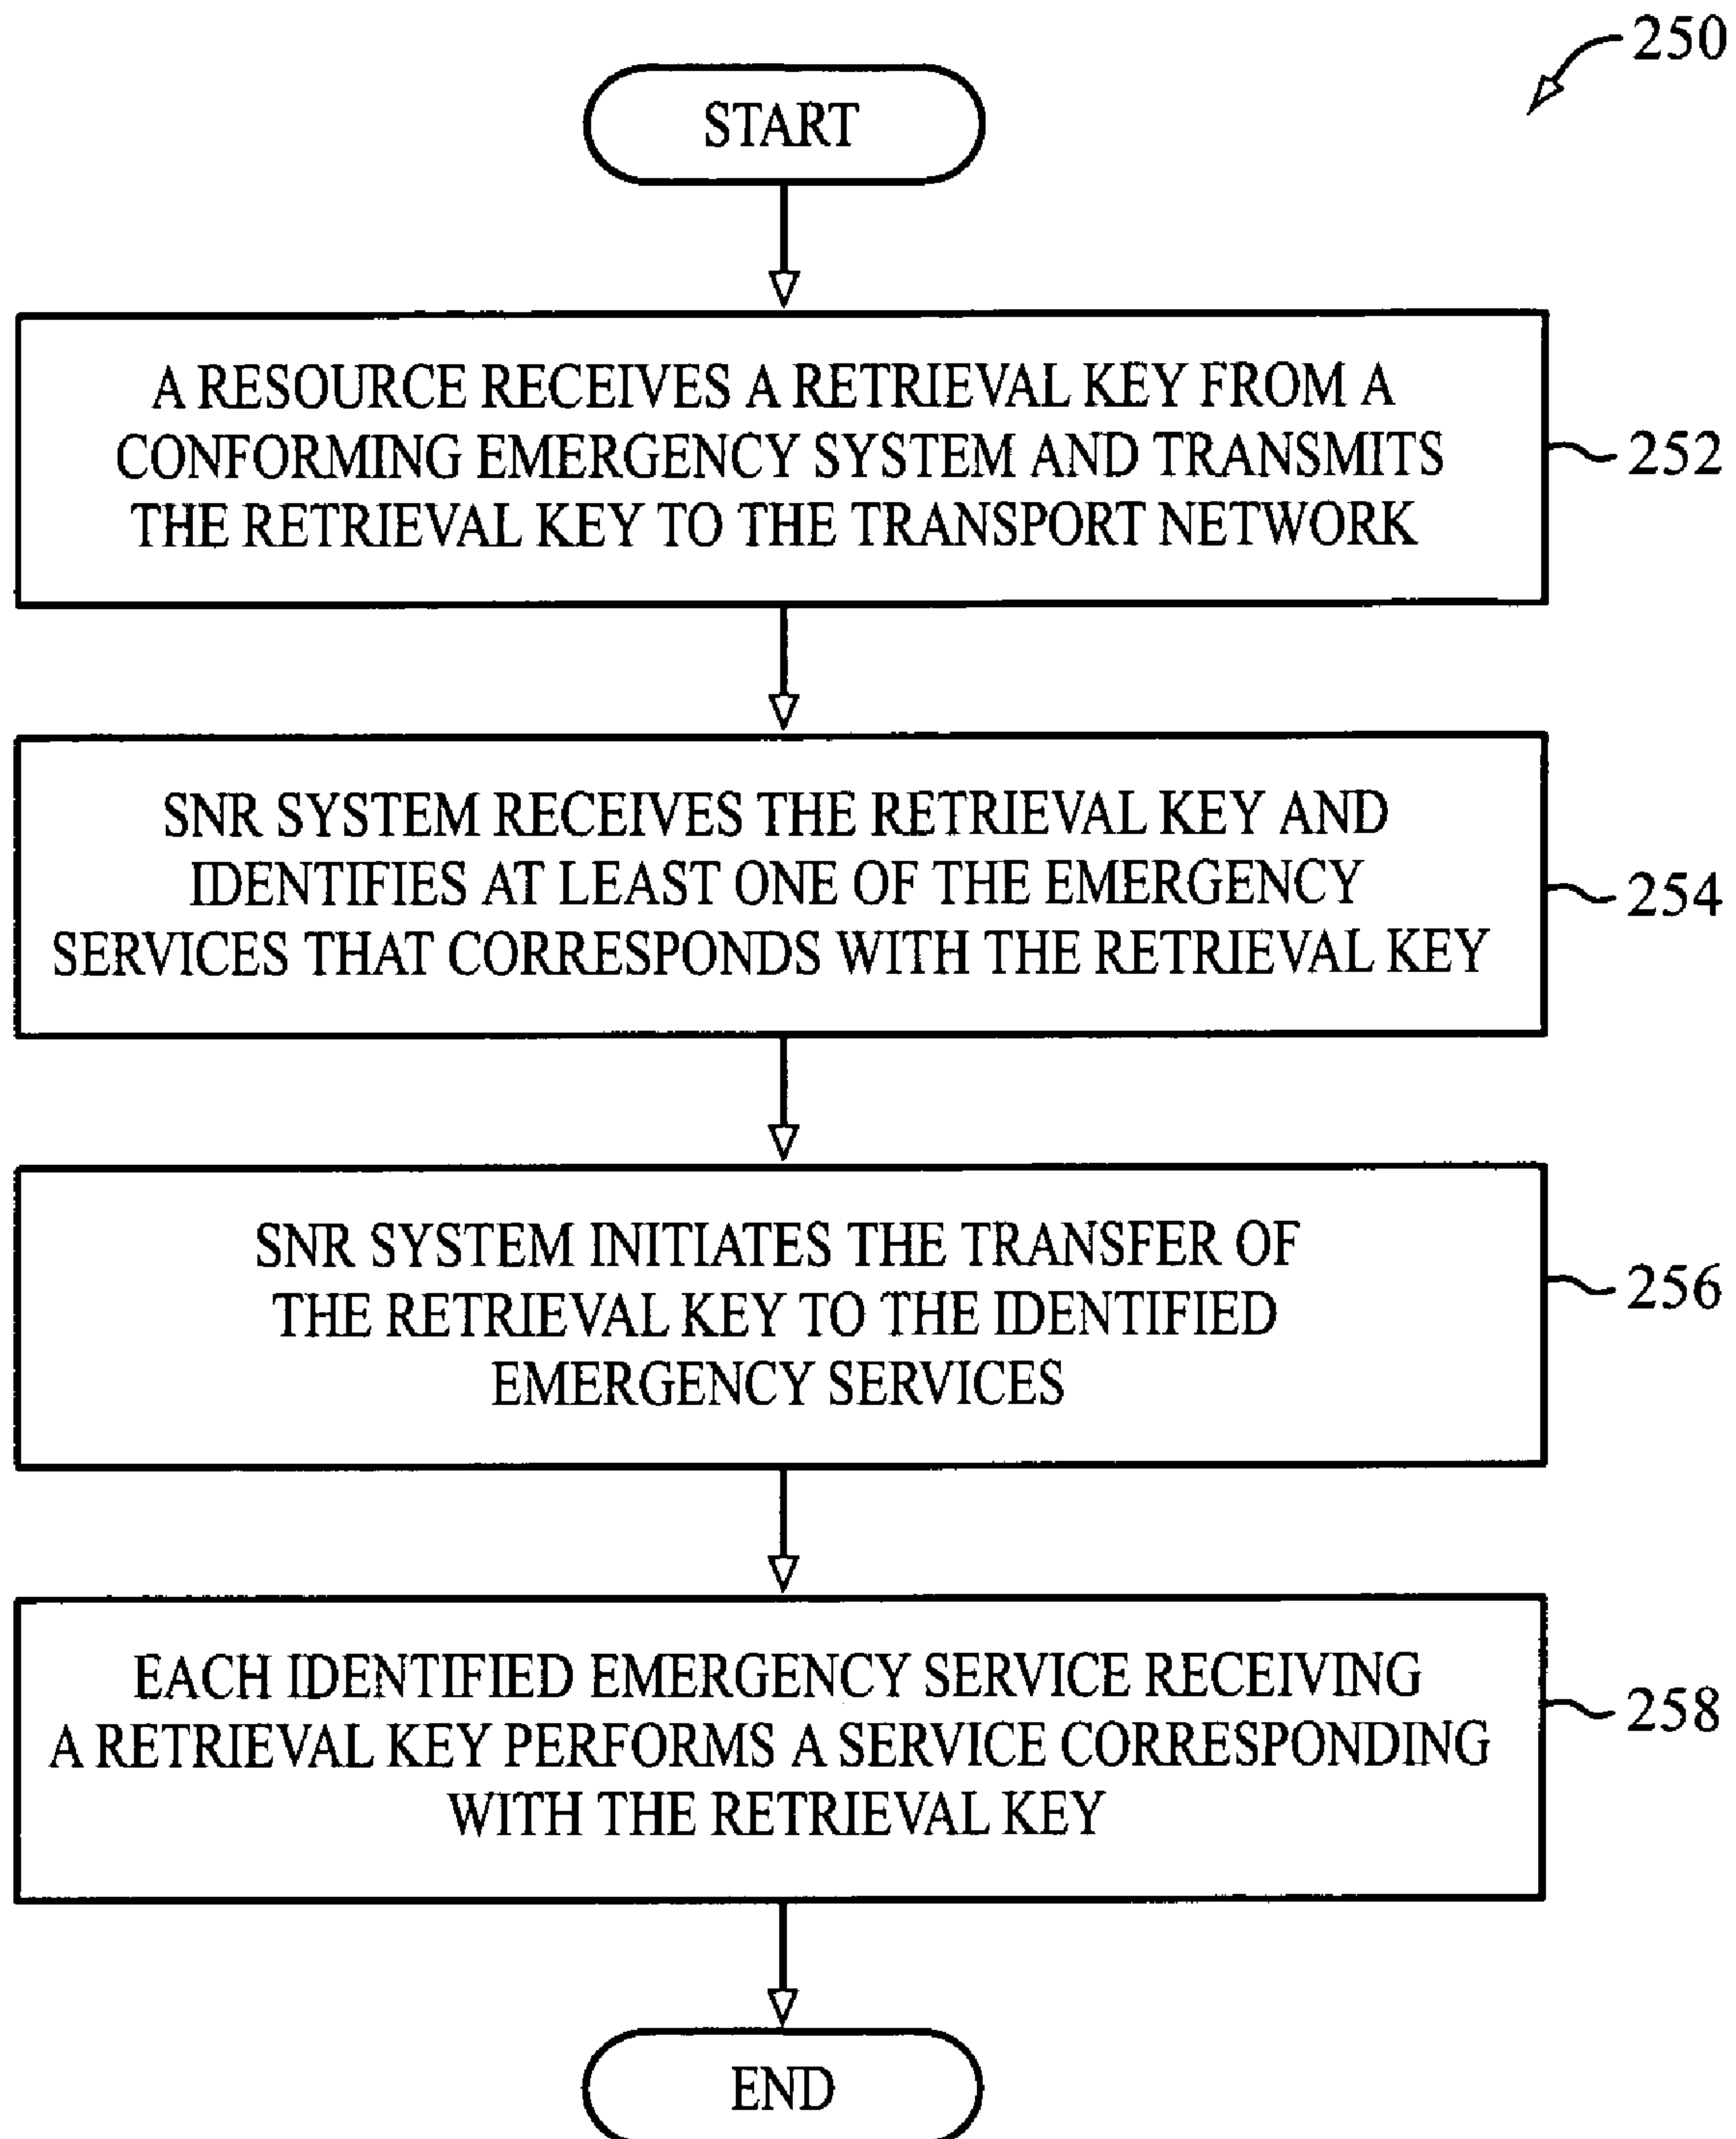 250
START
A RESOURCE RECEIVES A RETRIEVAL KEY FROM A
CONFORMING EMERGENCY SYSTEM AND TRANSMITS
THE RETRIEVAL KEY TO THE TRANSPORT NETWORK
252
SNR SYSTEM RECEIVES THE RETRIEVAL KEY AND
IDENTIFIES AT LEAST ONE OF THE EMERGENCY
SERVICES THAT CORRESPONDS WITH THE RETRIEVAL KEY
254
SNR SYSTEM INITIATES THE TRANSFER OF
THE RETRIEVAL KEY TO THE IDENTIFIED
EMERGENCY SERVICES
256
EACH IDENTIFIED EMERGENCY SERVICE RECEIVING
A RETRIEVAL KEY PERFORMS A SERVICE CORRESPONDING
WITH THE RETRIEVAL KEY
258
END